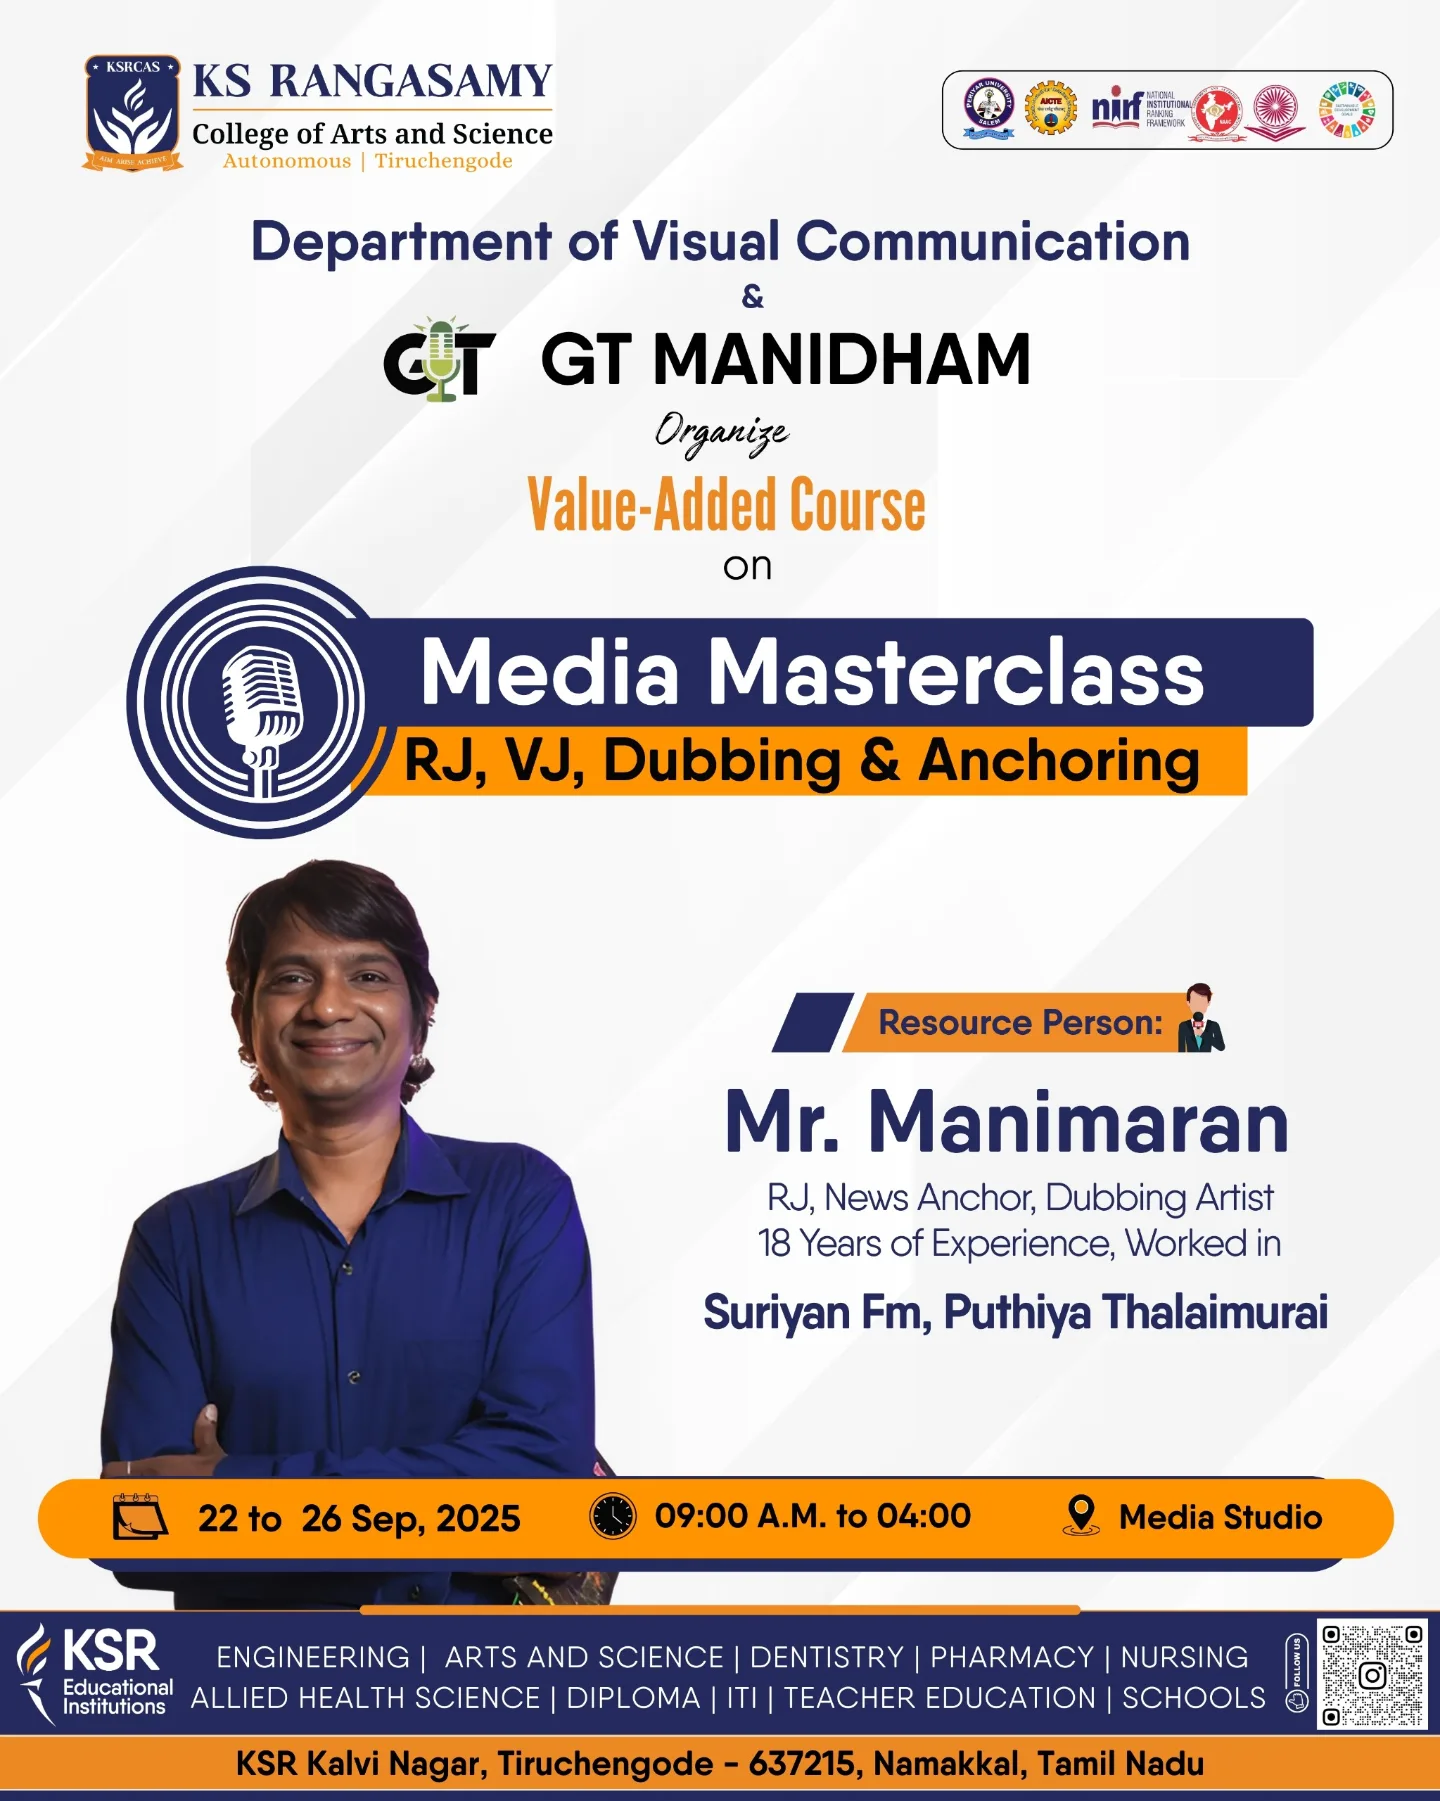 KSRCAS
AIM ARISE ACHIEVE
KS RANGASAMY
College of Arts and Science
Autonomous | Tiruchengode
PERIYAR UNIVERSITY
SALEM
AICTE
nirf
NATIONAL
INSTITUTIONAL
RANKING
FRAMEWORK
Department of Visual Communication
&
GT
GT MANIDHAM
Organize
Value-Added Course
on
Media Masterclass
RJ, VJ, Dubbing & Anchoring
Resource Person:
Mr. Manimaran
RJ, News Anchor, Dubbing Artist
18 Years of Experience, Worked in
Suriyan Fm, Puthiya Thalaimurai
22 to 26 Sep, 2025
09:00 A.M. to 04:00
Media Studio
KSR
Educational
Institutions
ENGINEERING | ARTS AND SCIENCE | DENTISTRY | PHARMACY | NURSING
ALLIED HEALTH SCIENCE | DIPLOMA | ITI | TEACHER EDUCATION | SCHOOLS
FOLLOW US
KSR Kalvi Nagar, Tiruchengode - 637215, Namakkal, Tamil Nadu